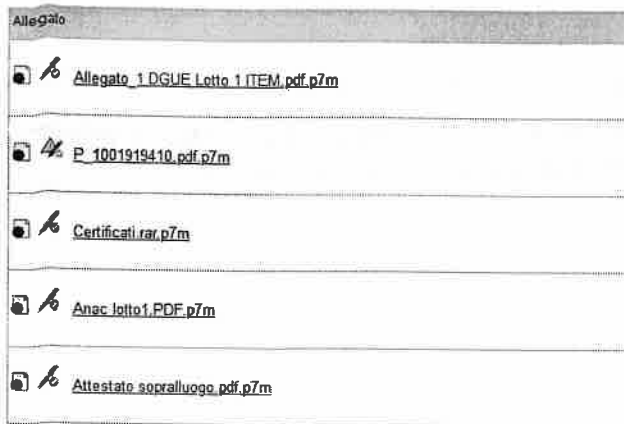 Allegato
Allegato_1 DGUE Lotto 1 ITEM.pdf.p7m
P_1001919410.pdf.p7m
Certificati.rar.p7m
Anac lotto1.PDF.p7m
Attestato sopralluogo.pdf.p7m